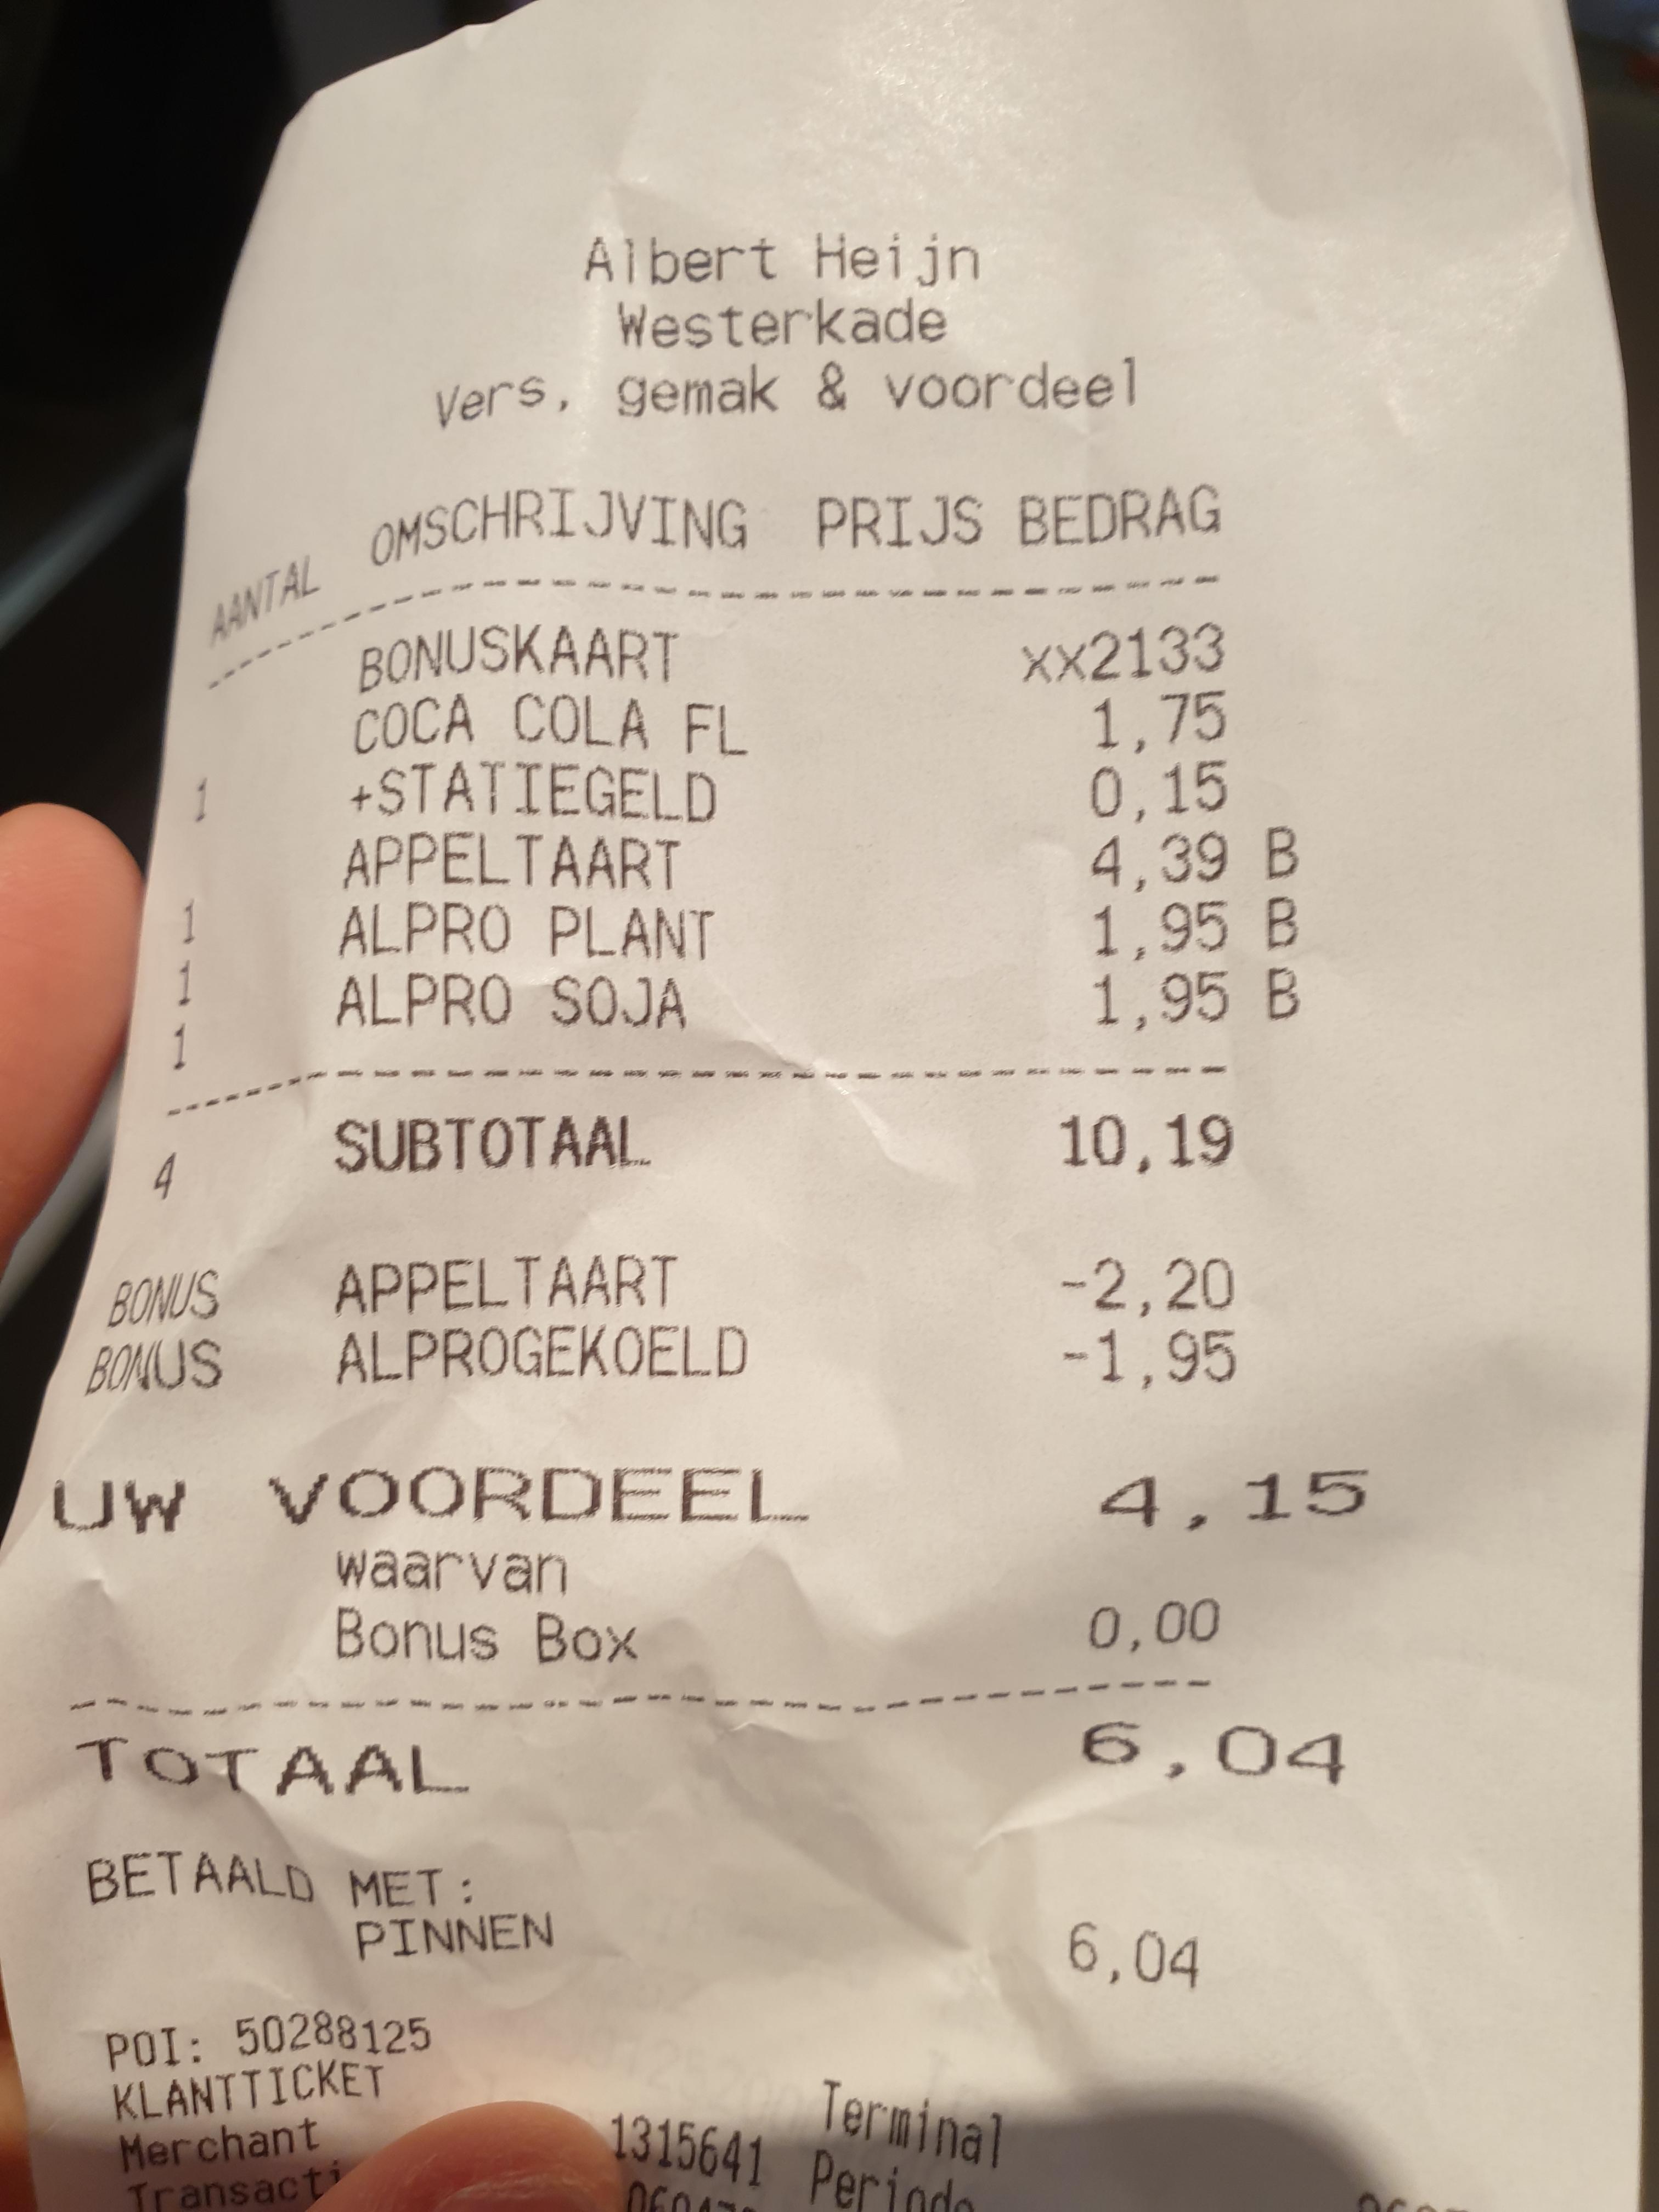 Albert Heijn
Westerkade
Vers, gemak & voordeel
AANTAL OMSCHRIJVING PRIJS BEDRAG
BONUSKAART xx2133
1 COCA COLA FL 1,75
+STATIEGELD 0,15
1 APPELTAART 4,39 B
1 ALPRO PLANT 1,95 B
1 ALPRO SOJA 1,95 B
4 SUBTOTAAL 10,19
BONUS APPELTAART -2,20
BONUS ALPROGEKOELD -1,95
UW VOORDEEL 4,15
waarvan
Bonus Box 0,00
TOTAAL 6,04
BETAALD MET:
PINNEN 6,04
POI: 50288125
KLANTTICKET
Merchant 1315641 Terminal